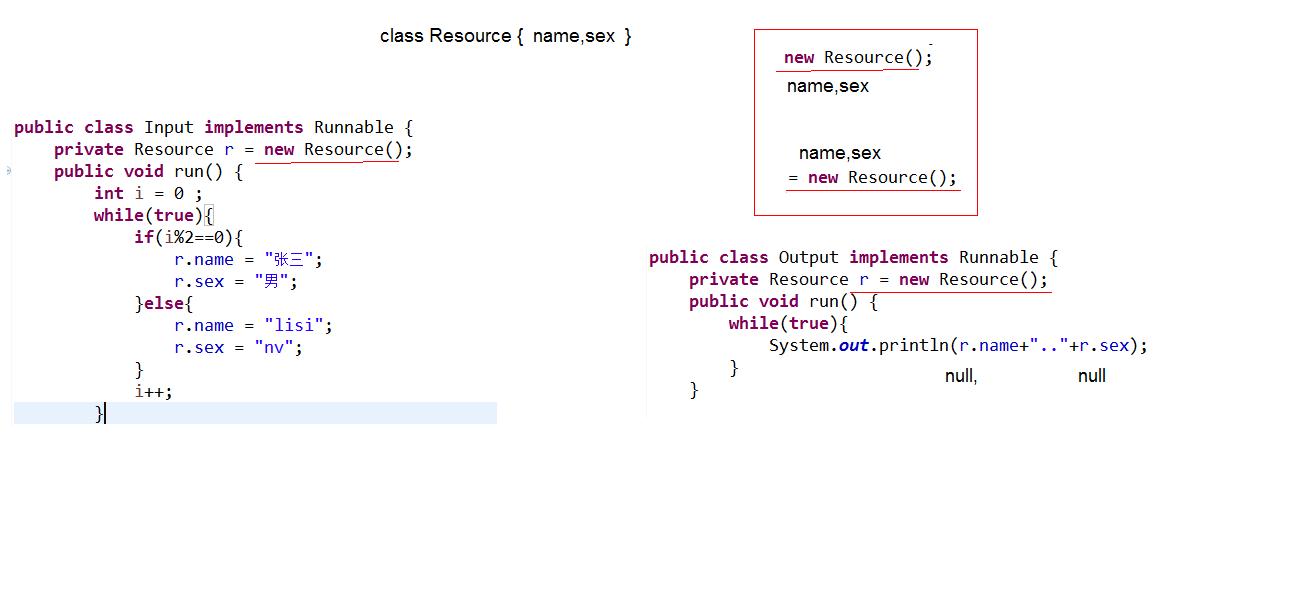 class Resource { name,sex }
new Resource();
name,sex
name,sex
= new Resource();
public class Input implements Runnable {
private Resource r = new Resource();
public void run() {
int i = 0 ;
while(true){
if(i%2==0){
r.name = "张三";
r.sex = "男";
}else{
r.name = "lisi";
r.sex = "nv";
}
i++;
}
public class Output implements Runnable {
private Resource r = new Resource();
public void run() {
while(true){
System.out.println(r.name+".."+r.sex);
}
null, null
}